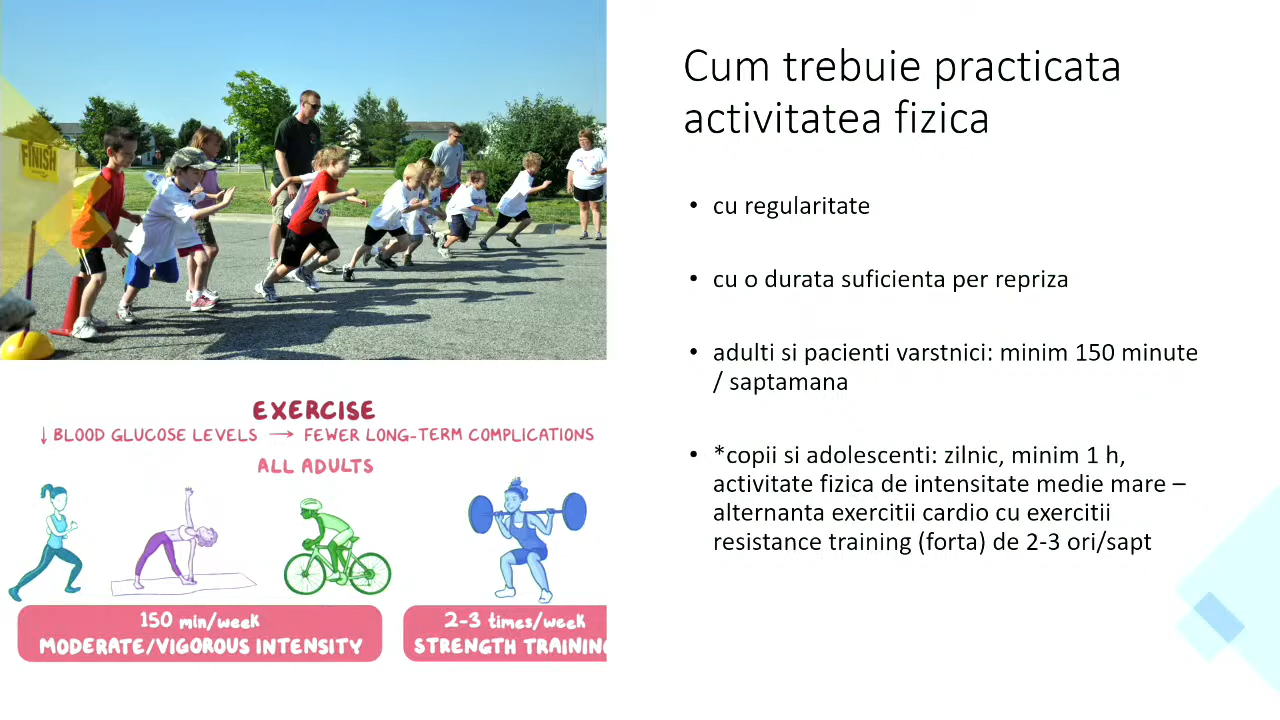 Cum trebuie practicata
activitatea fizica
• cu regularitate
• cu o durata suficienta per repriza
• adulti si pacienti varstnici: minim 150 minute
/ saptamana
• *copii si adolescenti: zilnic, minim 1 h,
activitate fizica de intensitate medie mare –
alternanta exercitii cardio cu exercitii
resistance training (forta) de 2-3 ori/sapt
FINISH
EXERCISE
↓ BLOOD GLUCOSE LEVELS → FEWER LONG-TERM COMPLICATIONS
ALL ADULTS
150 min/week
MODERATE/VIGOROUS INTENSITY
2-3 times/week
STRENGTH TRAININ